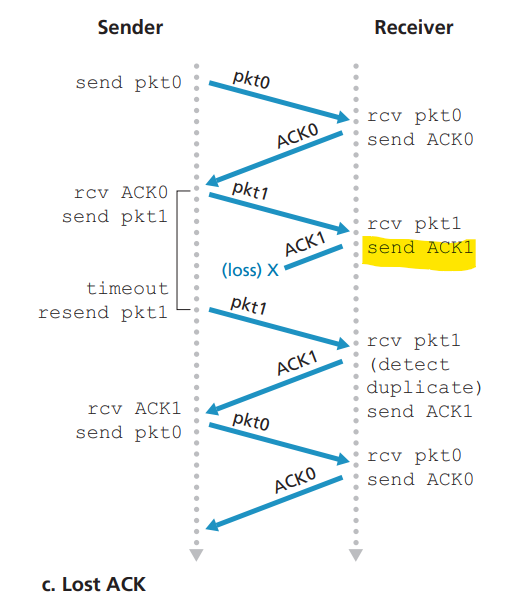 Sender Receiver
send pkt0
pkt0
rcv pkt0
send ACK0
ACK0
rcv ACK0
send pkt1
pkt1
rcv pkt1
send ACK1
ACK1
(loss) X
timeout
resend pkt1
pkt1
rcv pkt1
(detect
duplicate)
send ACK1
ACK1
rcv ACK1
send pkt0
pkt0
rcv pkt0
send ACK0
ACK0
c. Lost ACK